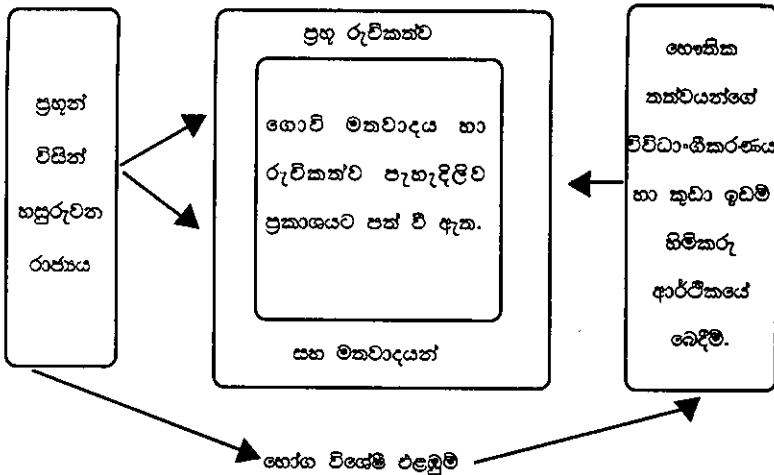 ප්‍රභූන්
විසින්
හසුරුවන
රාජ්‍යය
ප්‍රභූ රුචිකත්ව
ගොවි මතවාදය හා
රුචිකත්ව පැහැදිලිව
ප්‍රකාශයට පත් වී ඇත.
සහ මතවාදයන්
භෞතික
තත්වයන්ගේ
විවිධාංගීකරණය
හා කුඩා ඉඩම්
හිමිකරු
ආර්ථිකයේ
බෙදීම්.
භෝග විශේෂී එළඹුම්